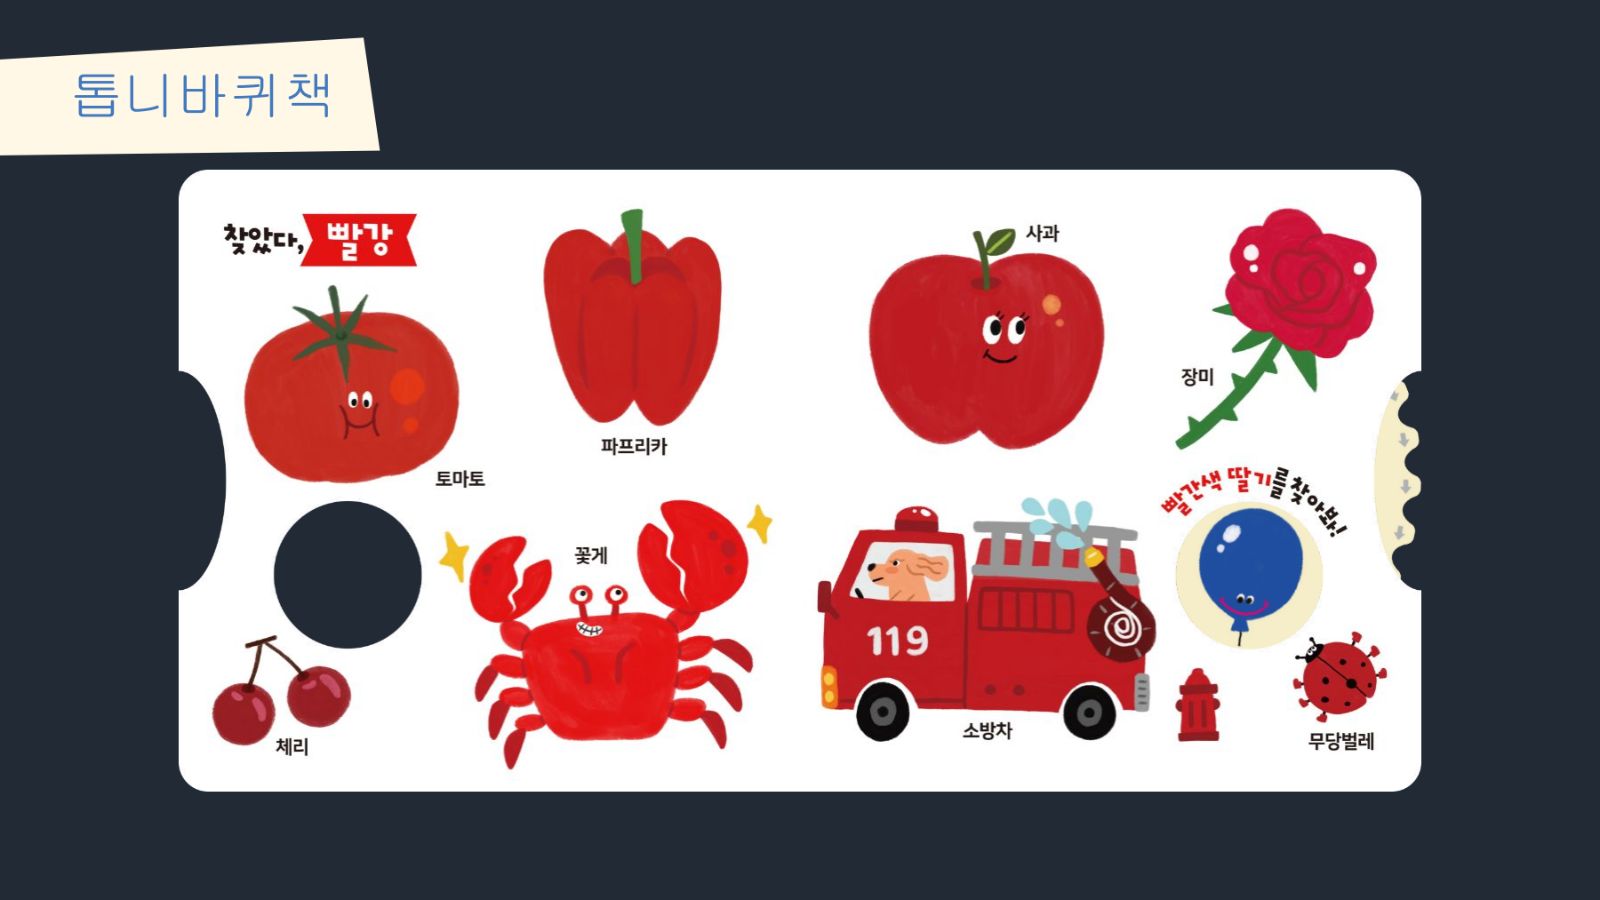 톱니바퀴책
찾았다, 빨강
사과
장미
파프리카
토마토
빨간색 딸기를 찾아봐!
꽃게
119
소방차
체리
무당벌레